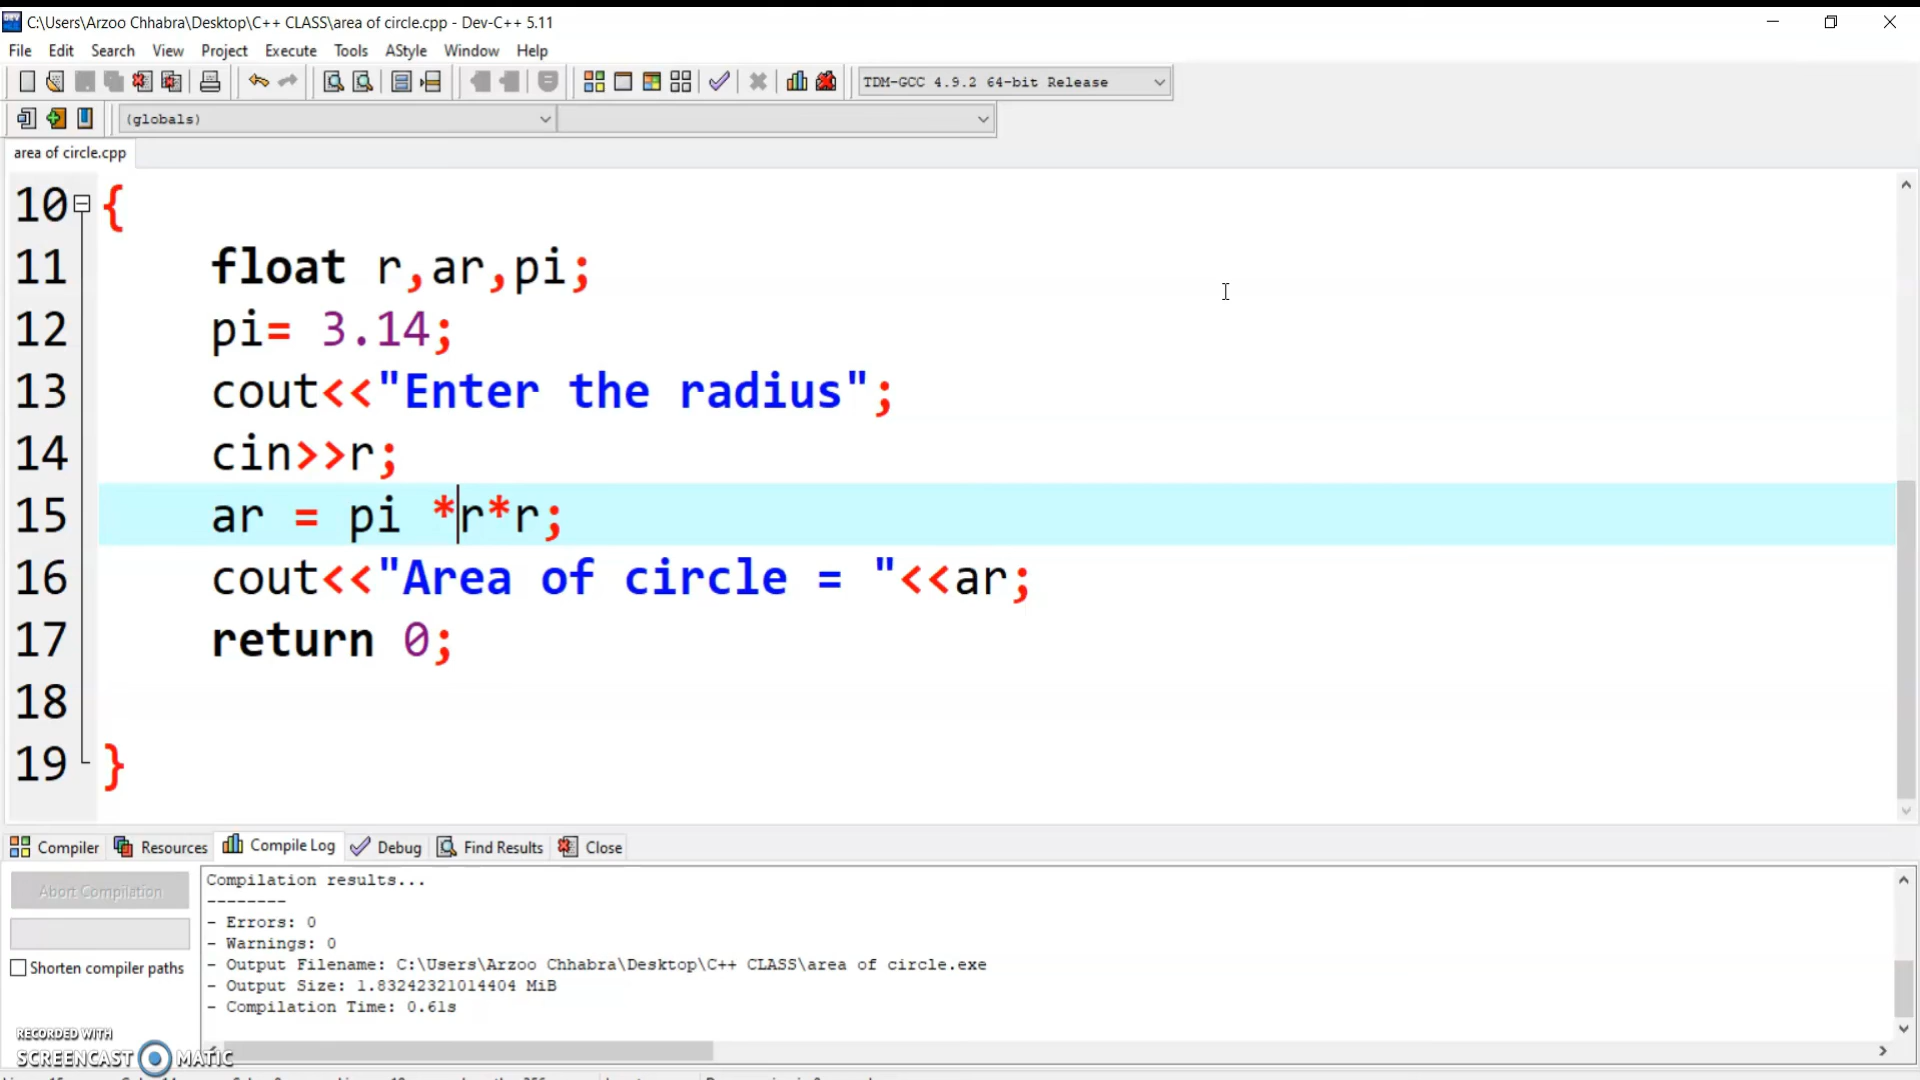 C:\Users\Arzoo Chhabra\Desktop\C++ CLASS\area of circle.cpp - Dev-C++ 5.11
File Edit Search View Project Execute Tools AStyle Window Help
TDM-GCC 4.9.2 64-bit Release
(globals)
area of circle.cpp
10 {
11 float r,ar,pi;
12 pi= 3.14;
13 cout<<"Enter the radius";
14 cin>>r;
15 ar = pi *r*r;
16 cout<<"Area of circle = "<<ar;
17 return 0;
18
19 }
Compiler Resources Compile Log Debug Find Results Close
Abort Compilation
Shorten compiler paths
Compilation results...
--------
- Errors: 0
- Warnings: 0
- Output Filename: C:\Users\Arzoo Chhabra\Desktop\C++ CLASS\area of circle.exe
- Output Size: 1.83242321014404 MiB
- Compilation Time: 0.61s
RECORDED WITH
SCREENCAST MATIC